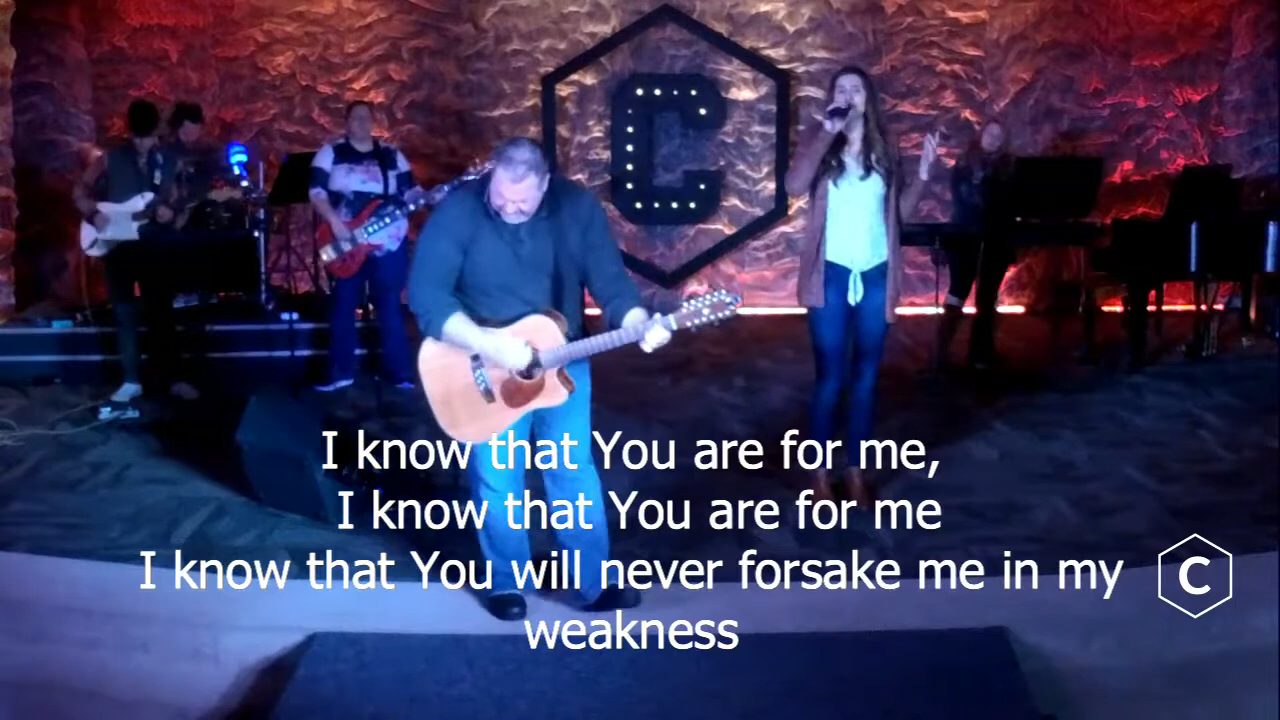 C
I know that You are for me,
I know that You are for me
I know that You will never forsake me in my
weakness
C